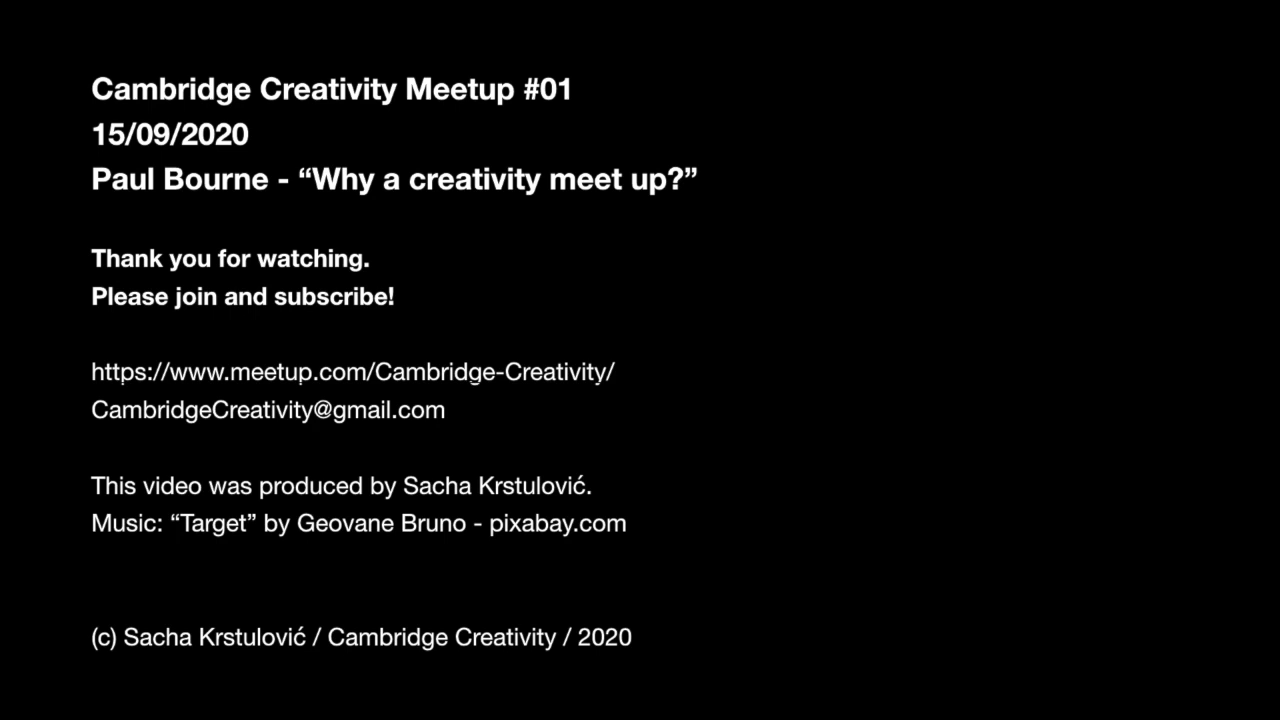 Cambridge Creativity Meetup #01
15/09/2020
Paul Bourne - “Why a creativity meet up?”
Thank you for watching.
Please join and subscribe!
https://www.meetup.com/Cambridge-Creativity/
CambridgeCreativity@gmail.com
This video was produced by Sacha Krstulović.
Music: “Target” by Geovane Bruno - pixabay.com
(c) Sacha Krstulović / Cambridge Creativity / 2020